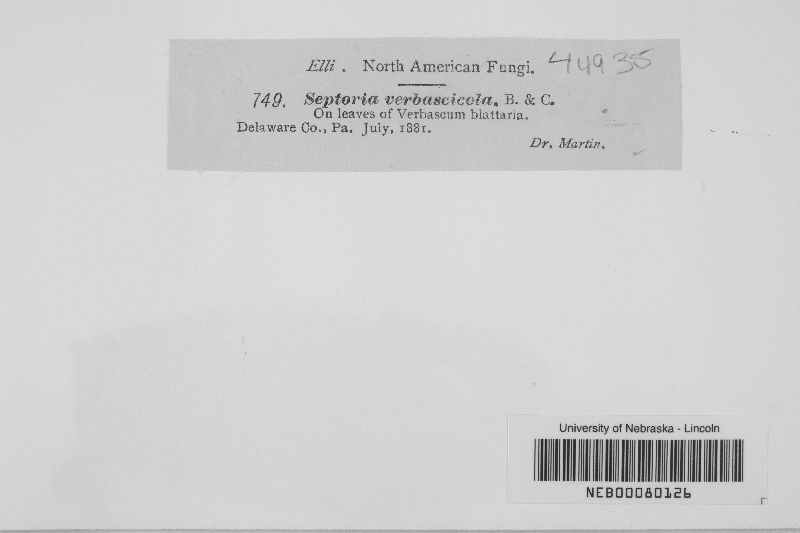 Elli . North American Fungi. 44935
749. Septoria verbascicola. B. & C.
On leaves of Verbascum blattaria.
Delaware Co., Pa. July, 1881.
Dr. Martin.
University of Nebraska - Lincoln
NEB00080126